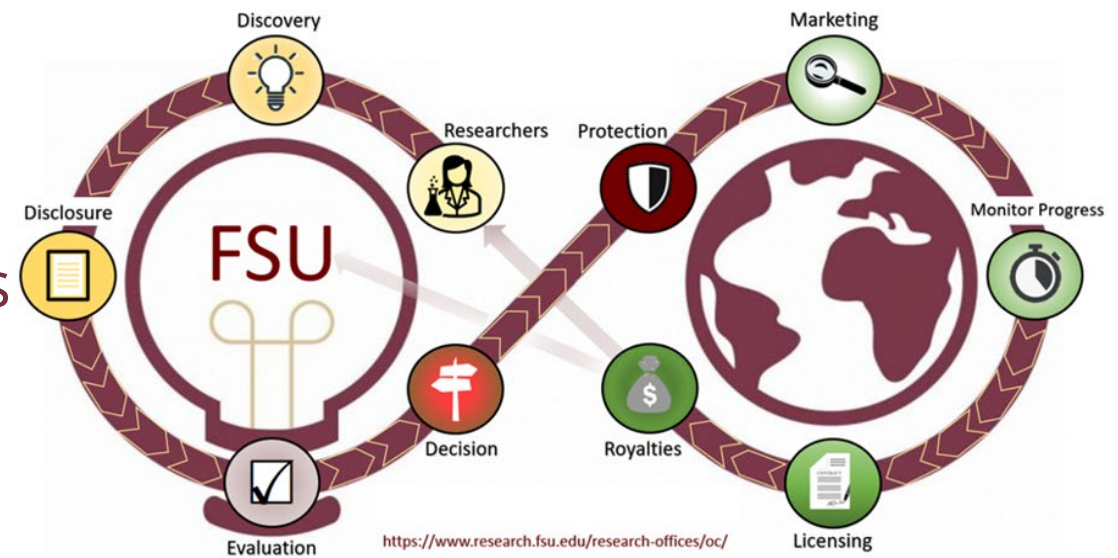 Discovery
Marketing
Researchers
Protection
Disclosure
Monitor Progress
FSU
s
$
Decision
Royalties
CONTRACT
Evaluation
https://www.research.fsu.edu/research-offices/oc/
Licensing